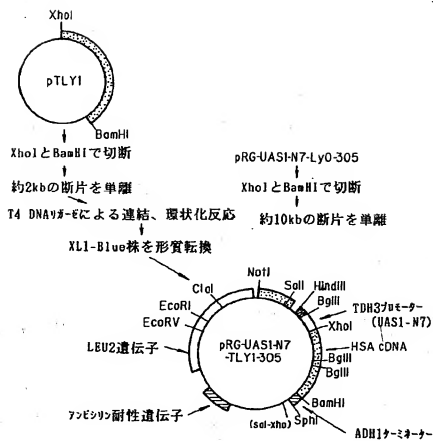 XhoI
pTLY1
BamHI
XhoIとBamHIで切断
約2kbの断片を単離
pRG-UAS1-N7-LyO-305
XhoIとBamHIで切断
約10kbの断片を単離
T4 DNAリガーゼによる連結、環状化反応
XL1-Blue株を形質転換
NotI
SalI
HindIII
BglII
ClaI
EcoRI
EcoRV
TDH3プロモーター
(UAS1-N7)
XhoI
HSA cDNA
BglII
BglII
LEU2遺伝子
pRG-UAS1-N7
-TLY1-305
BamHI
SphI
(sal-xho)
アンピシリン耐性遺伝子
ADH1ターミネーター